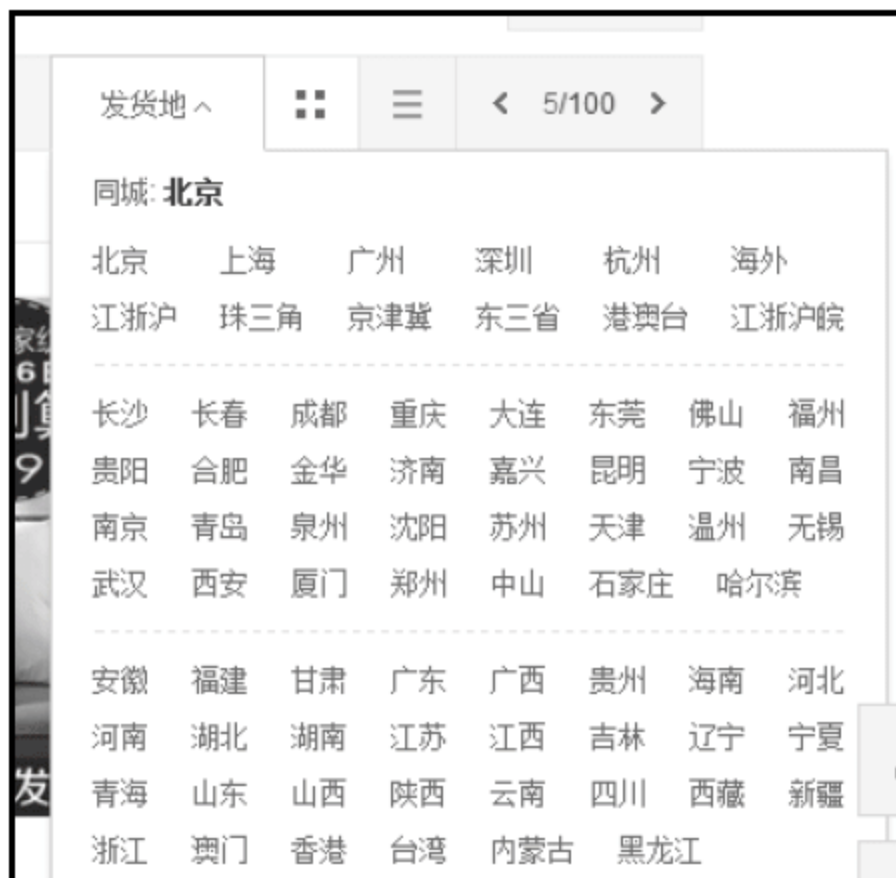 发货地
5/100
同城: 北京
北京 上海 广州 深圳 杭州 海外
江浙沪 珠三角 京津冀 东三省 港澳台 江浙沪皖
长沙 长春 成都 重庆 大连 东莞 佛山 福州
贵阳 合肥 金华 济南 嘉兴 昆明 宁波 南昌
南京 青岛 泉州 沈阳 苏州 天津 温州 无锡
武汉 西安 厦门 郑州 中山 石家庄 哈尔滨
安徽 福建 甘肃 广东 广西 贵州 海南 河北
河南 湖北 湖南 江苏 江西 吉林 辽宁 宁夏
青海 山东 山西 陕西 云南 四川 西藏 新疆
浙江 澳门 香港 台湾 内蒙古 黑龙江
家
6
9
发